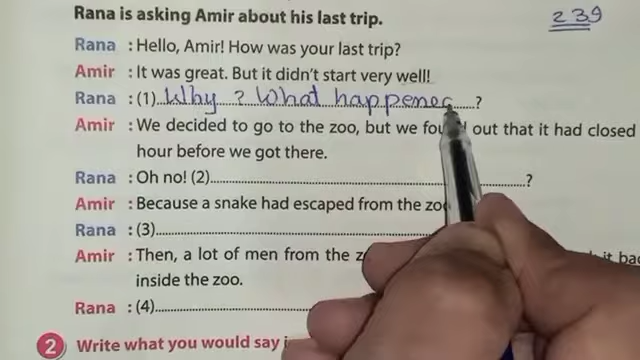 Rana is asking Amir about his last trip.
239
Rana : Hello, Amir! How was your last trip?
Amir : It was great. But it didn't start very well!
Rana : (1) Why ? What happened ?
Amir : We decided to go to the zoo, but we found out that it had closed
hour before we got there.
Rana : Oh no! (2)..............................?
Amir : Because a snake had escaped from the zoo
Rana : (3)..............................
Amir : Then, a lot of men from the it ba
inside the zoo.
Rana : (4)..............................
2 Write what you would say i